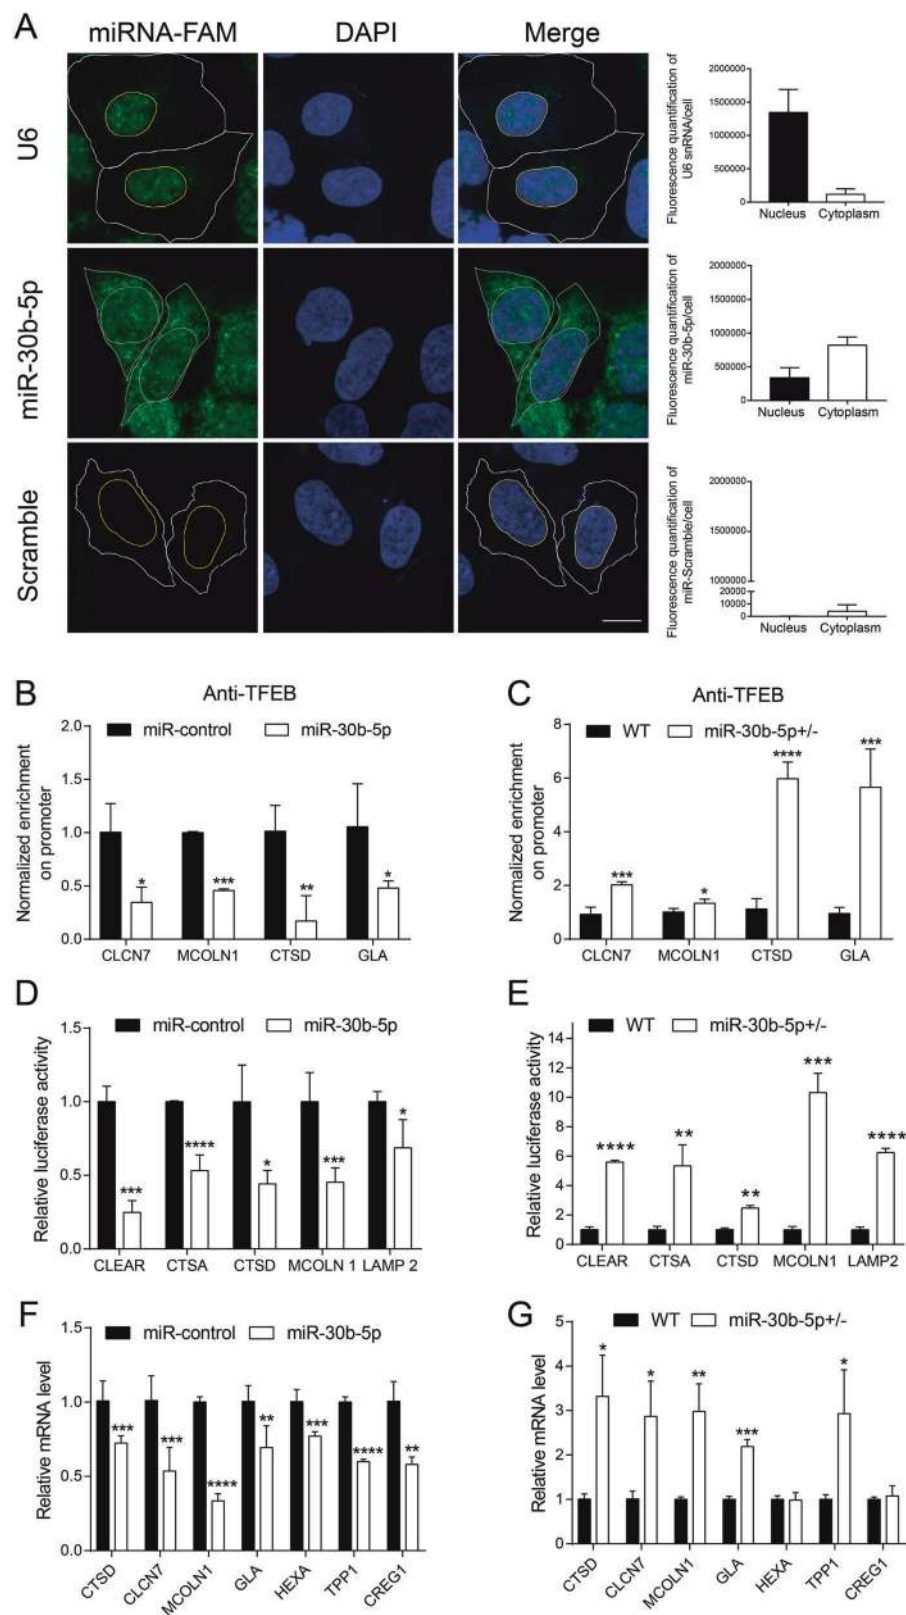 A
miRNA-FAM DAPI Merge
U6
Fluorescence quantification of
U6 snRNA/cell
2000000
1500000
1000000
500000
0
Nucleus Cytoplasm
miR-30b-5p
Fluorescence quantification of
miR-30b-5p/cell
2000000
1500000
1000000
500000
0
Nucleus Cytoplasm
Scramble
Fluorescence quantification of
miR-Scramble/cell
2000000
1500000
1000000
20000
10000
0
Nucleus Cytoplasm
B
Anti-TFEB
miR-control miR-30b-5p
Normalized enrichment
on promoter
2.0
1.5
1.0
0.5
0.0
* *** ** *
CLCN7 MCOLN1 CTSD GLA
C
Anti-TFEB
WT miR-30b-5p+/-
Normalized enrichment
on promoter
8
6
4
2
0
*** * **** ***
CLCN7 MCOLN1 CTSD GLA
D
miR-control miR-30b-5p
Relative luciferase activity
1.5
1.0
0.5
0.0
*** **** * *** *
CLEAR CTSA CTSD MCOLN 1 LAMP 2
E
WT miR-30b-5p+/-
Relative luciferase activity
14
12
10
8
6
4
2
0
**** ** ** *** ****
CLEAR CTSA CTSD MCOLN1 LAMP2
F
miR-control miR-30b-5p
Relative mRNA level
1.5
1.0
0.5
0.0
*** *** **** ** *** **** **
CTSD CLCN7 MCOLN1 GLA HEXA TPP1 CREG1
G
WT miR-30b-5p+/-
Relative mRNA level
5
4
3
2
1
0
* * ** *** *
CTSD CLCN7 MCOLN1 GLA HEXA TPP1 CREG1